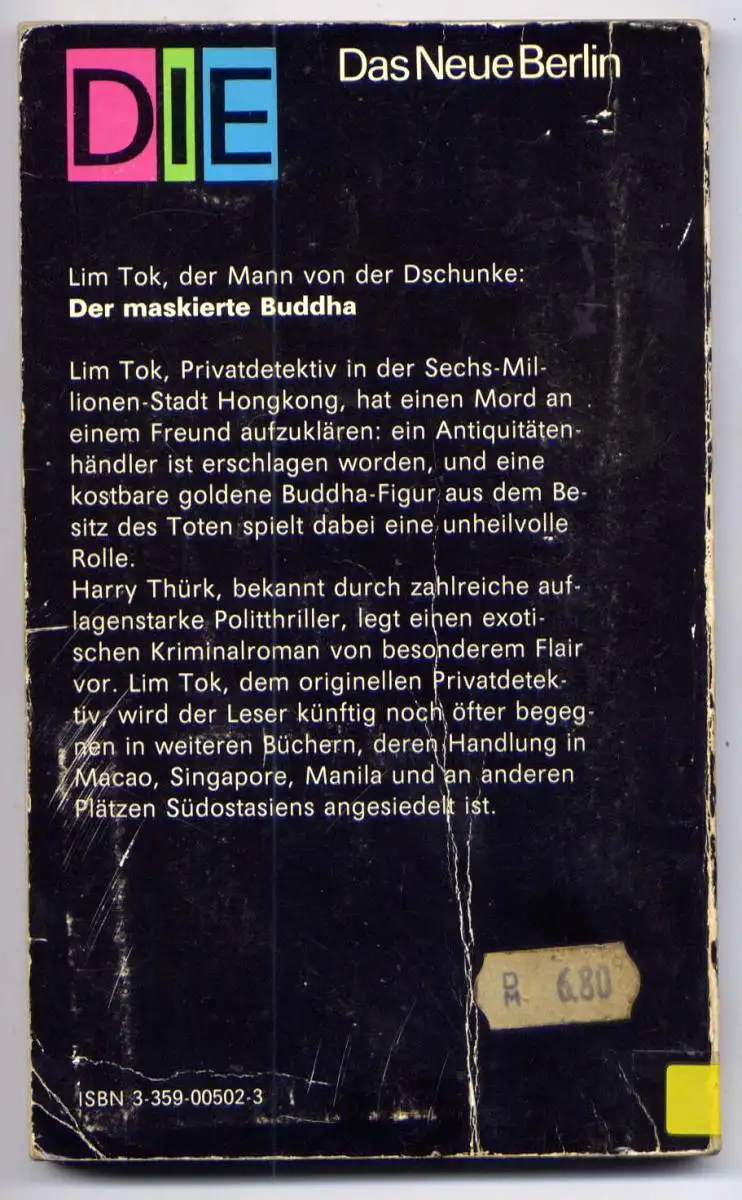 DIE
Das Neue Berlin
Lim Tok, der Mann von der Dschunke:
Der maskierte Buddha
Lim Tok, Privatdetektiv in der Sechs-Mil-
lionen-Stadt Hongkong, hat einen Mord an
einem Freund aufzuklären: ein Antiquitäten-
händler ist erschlagen worden, und eine
kostbare goldene Buddha-Figur aus dem Be-
sitz des Toten spielt dabei eine unheilvolle
Rolle.
Harry Thürk, bekannt durch zahlreiche auf-
lagenstarke Politthriller, legt einen exoti-
schen Kriminalroman von besonderem Flair
vor. Lim Tok, dem originellen Privatdetek-
tiv, wird der Leser künftig noch öfter begeg-
nen in weiteren Büchern, deren Handlung in
Macao, Singapore, Manila und an anderen
Plätzen Südostasiens angesiedelt ist.
DM 6.80
ISBN 3-359-00502-3